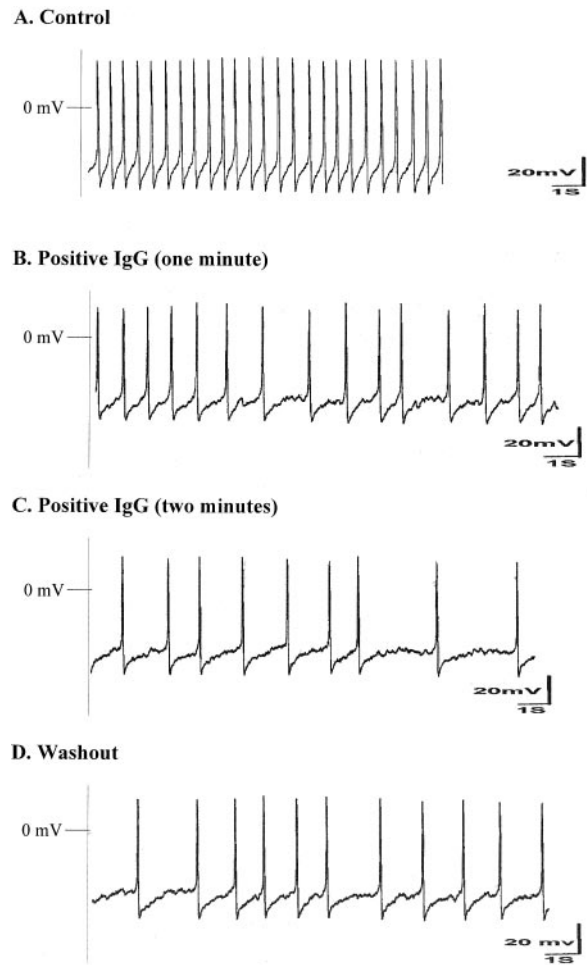 A. Control
0 mV
20mV
1S
B. Positive IgG (one minute)
0 mV
20mV
1S
C. Positive IgG (two minutes)
0 mV
20mV
1S
D. Washout
0 mV
20 mv
1S